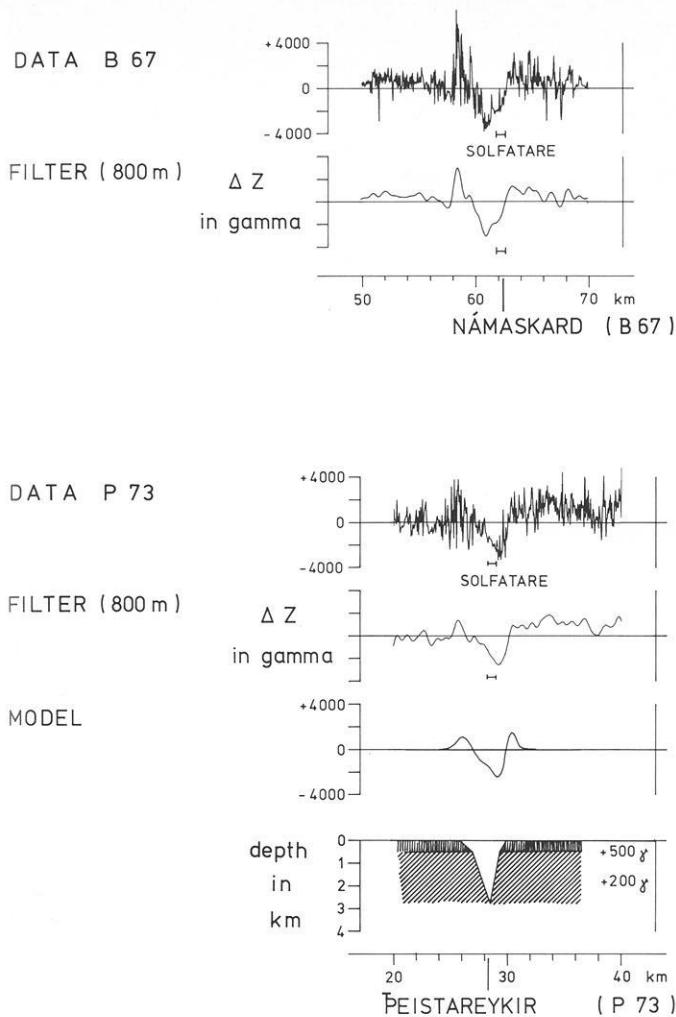 DATA B 67
+4000
0
-4000
SOLFATARE
FILTER (800 m)
Δ Z
in gamma
50 60 70 km
NÁMASKARD (B 67)
DATA P 73
+4000
0
-4000
SOLFATARE
FILTER (800 m)
Δ Z
in gamma
MODEL
+4000
0
-4000
depth
in
km
0
1
2
3
4
+500 γ
+200 γ
20 30 40 km
ÞEISTAREYKIR (P 73)